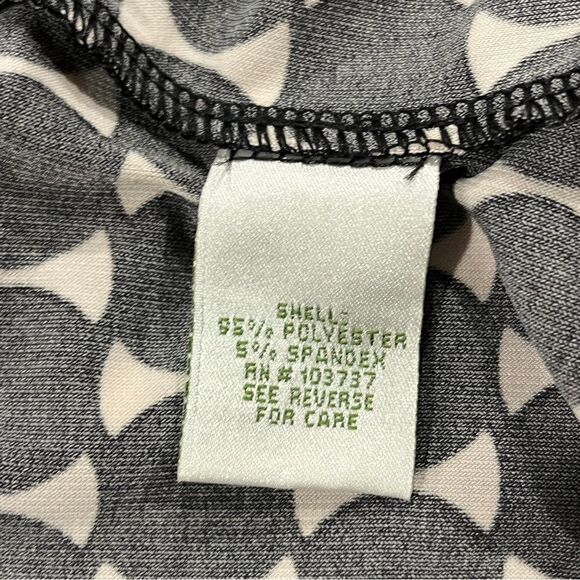 SHELL:
95% POLYESTER
5% SPANDEX
RN # 103737
SEE REVERSE
FOR CARE